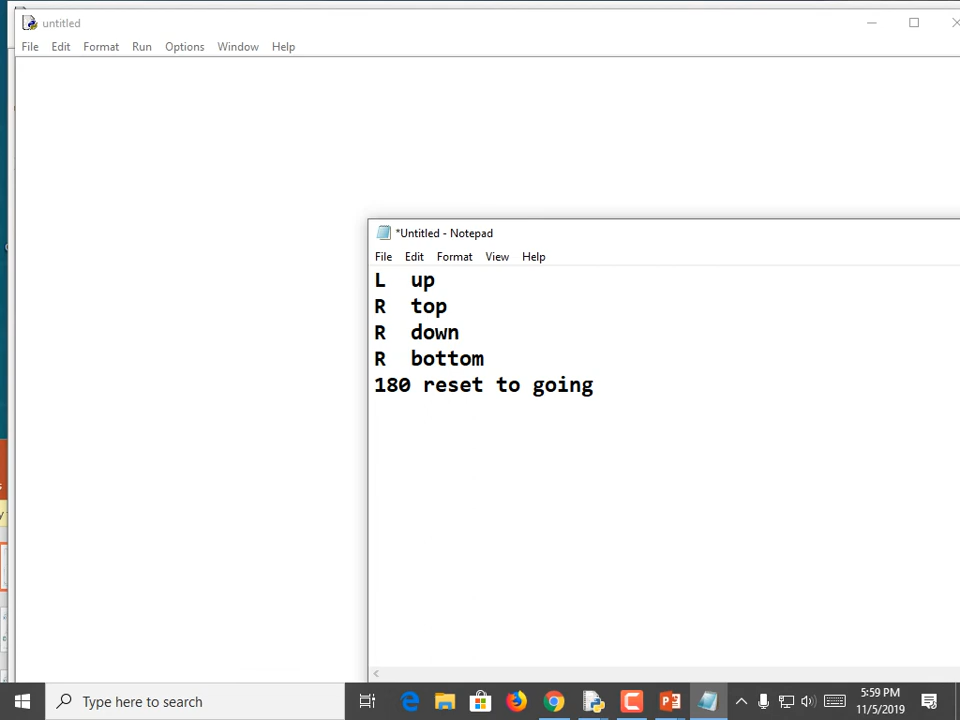 untitled
File Edit Format Run Options Window Help
*Untitled - Notepad
File Edit Format View Help
L up
R top
R down
R bottom
180 reset to going
Type here to search
5:59 PM
11/5/2019